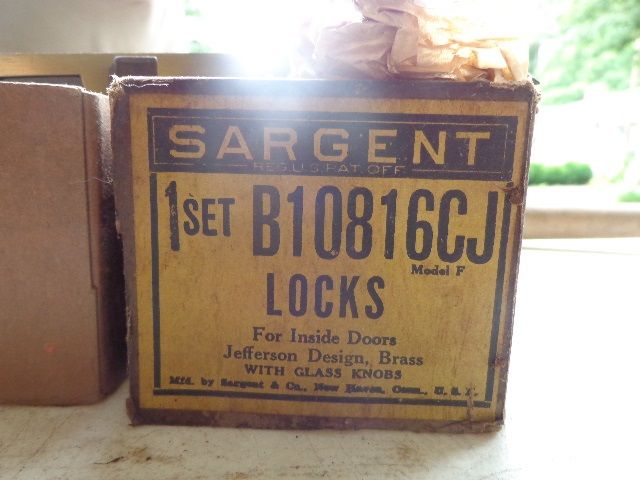 SARGENT
REG. U.S. PAT. OFF.
1 SET B10816CJ
Model F
LOCKS
For Inside Doors
Jefferson Design, Brass
WITH GLASS KNOBS
Mfd. by Sargent & Co., New Haven, Conn., U. S. A.